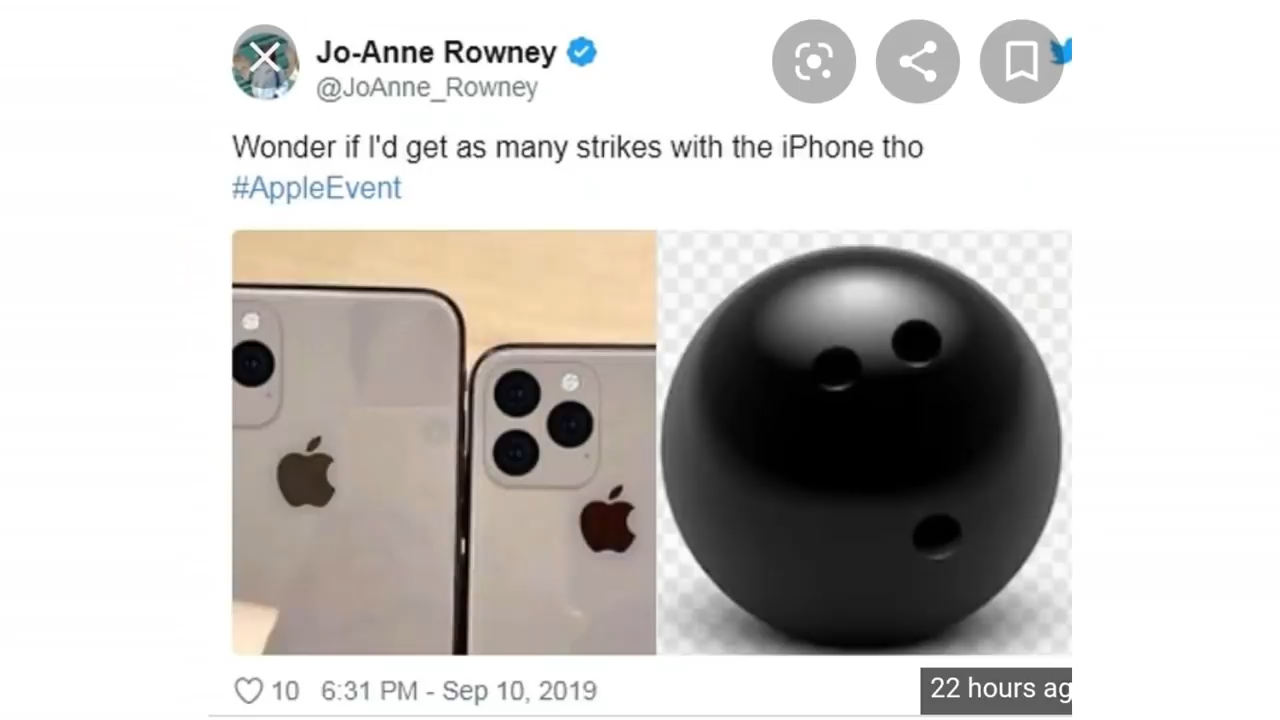 Jo-Anne Rowney
@JoAnne_Rowney
Wonder if I'd get as many strikes with the iPhone tho
#AppleEvent
10 6:31 PM - Sep 10, 2019
22 hours ag